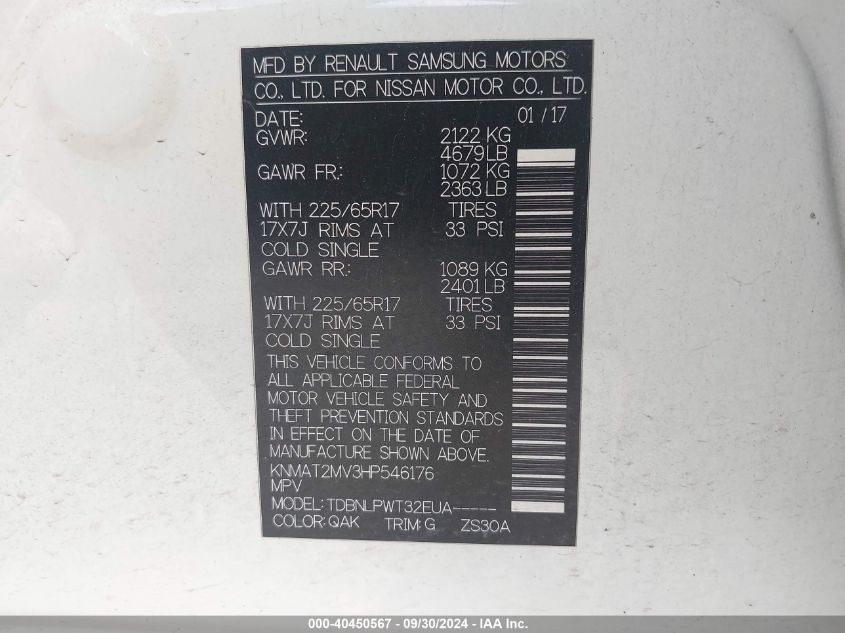 MFD BY RENAULT SAMSUNG MOTORS
CO., LTD. FOR NISSAN MOTOR CO., LTD.
DATE: 01 / 17
GVWR: 2122 KG
4679 LB
GAWR FR.: 1072 KG
2363 LB
WITH 225/65R17 TIRES
17X7J RIMS AT 33 PSI
COLD SINGLE
GAWR RR.: 1089 KG
2401 LB
WITH 225/65R17 TIRES
17X7J RIMS AT 33 PSI
COLD SINGLE
THIS VEHICLE CONFORMS TO
ALL APPLICABLE FEDERAL
MOTOR VEHICLE SAFETY AND
THEFT PREVENTION STANDARDS
IN EFFECT ON THE DATE OF
MANUFACTURE SHOWN ABOVE.
KNMAT2MV3HP546176
MPV
MODEL: TDBNLPWT32EUA-----
COLOR: QAK TRIM: G ZS30A
000-40450567 - 09/30/2024 - IAA Inc.